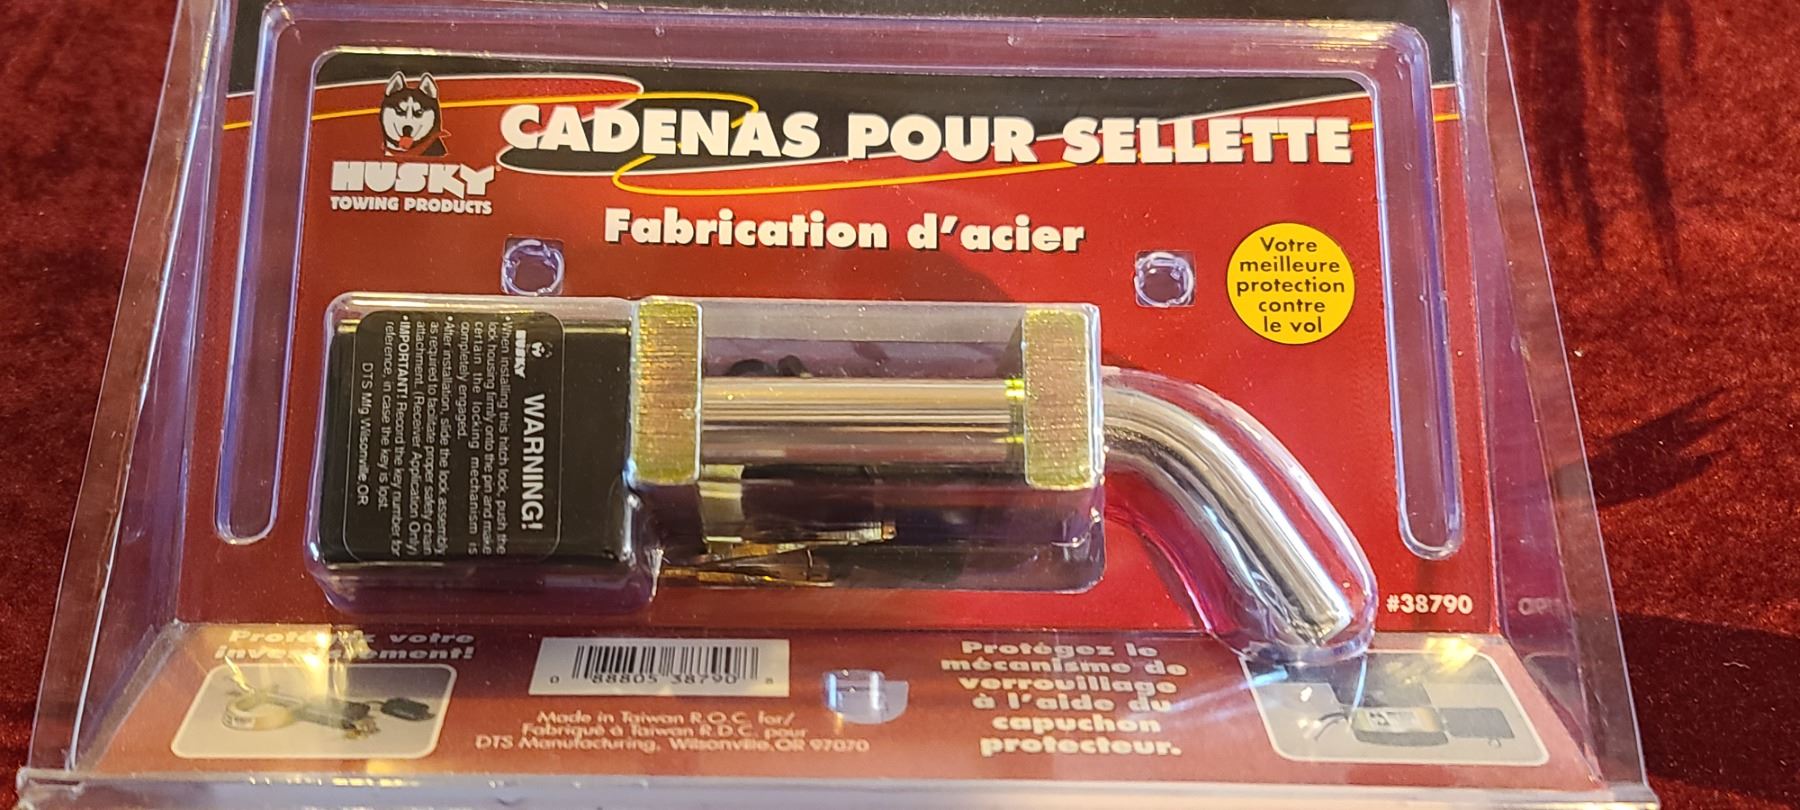 CADENAS POUR SELLETTE
HUSKY
TOWING PRODUCTS
Fabrication d'acier
Votre
meilleure
protection
contre
le vol
HUSKY
WARNING!
•When installing this hitch lock, push the
lock housing firmly onto the pin and make
certain the locking mechanism is
completely engaged.
•After installation, slide the lock assembly
as required to facilitate proper safety chain
attachment. (Receiver Application Only)
•IMPORTANT! Record the key number for
reference, in case the key is lost.
DTS Mfg Wilsonville, OR
#38790
Protégez votre
investissement!
0 88805 38790 8
Made in Taiwan R.O.C. for/
Fabriqué à Taiwan R.D.C. pour
DTS Manufacturing, Wilsonville, OR 97070
Protégez le
mécanisme de
verrouillage
à l'aide du
capuchon
protecteur.